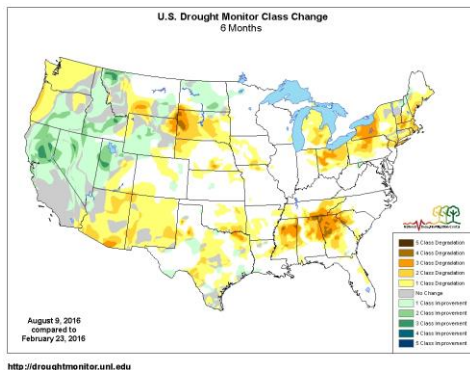 U.S. Drought Monitor Class Change
6 Months
5 Class Degradation
4 Class Degradation
3 Class Degradation
2 Class Degradation
1 Class Degradation
No Change
1 Class Improvement
2 Class Improvement
3 Class Improvement
4 Class Improvement
5 Class Improvement
August 9, 2016
compared to
February 23, 2016
http://droughtmonitor.unl.edu